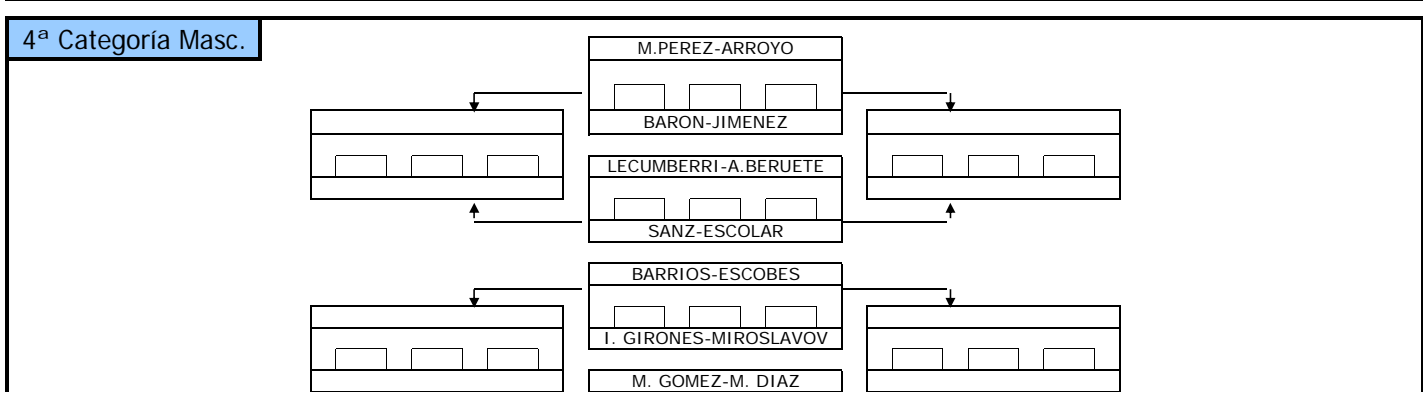 4ª Categoría Masc.
M.PEREZ-ARROYO
BARON-JIMENEZ
LECUMBERRI-A.BERUETE
SANZ-ESCOLAR
BARRIOS-ESCOBES
I. GIRONES-MIROSLAVOV
M. GOMEZ-M. DIAZ